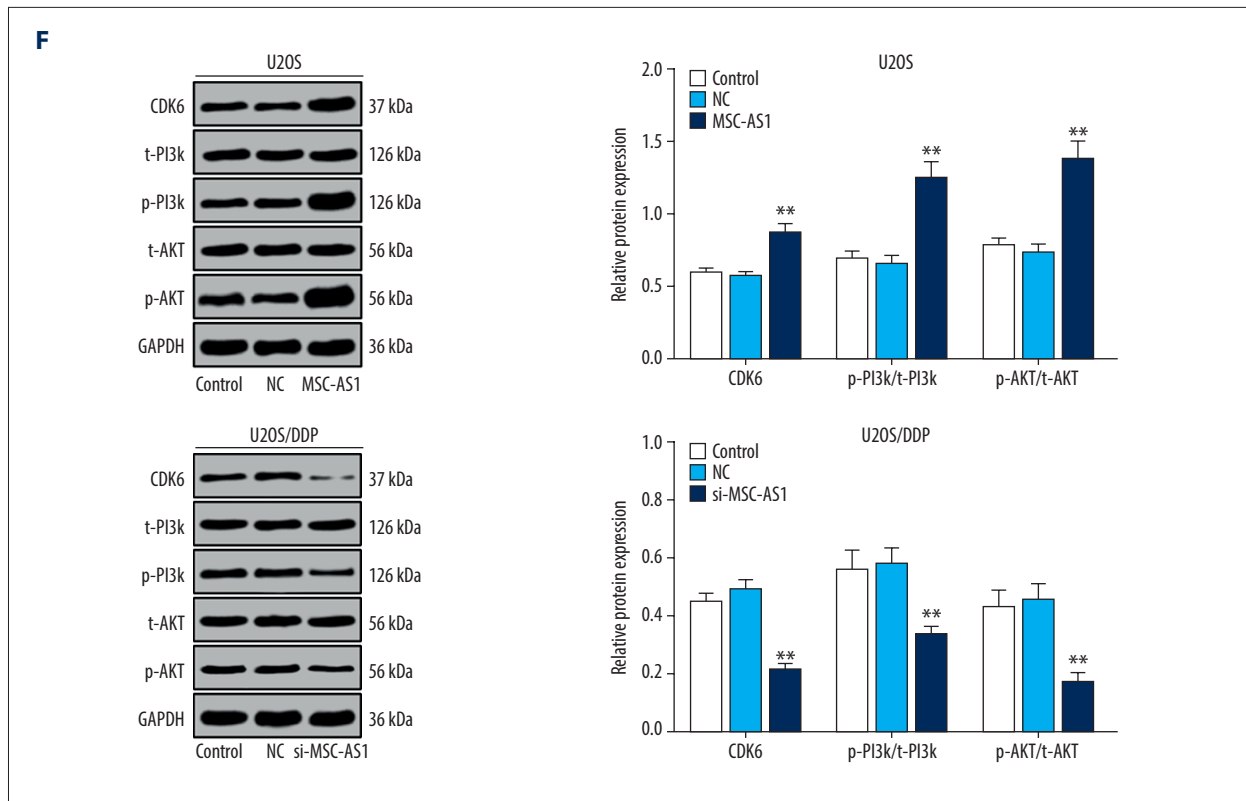 F
U2OS
CDK6 37 kDa
t-PI3k 126 kDa
p-PI3k 126 kDa
t-AKT 56 kDa
p-AKT 56 kDa
GAPDH 36 kDa
Control NC MSC-AS1
U2OS
Control
NC
MSC-AS1
Relative protein expression
2.0
1.5
1.0
0.5
0.0
**
**
**
CDK6 p-PI3k/t-PI3k p-AKT/t-AKT
U2OS/DDP
CDK6 37 kDa
t-PI3k 126 kDa
p-PI3k 126 kDa
t-AKT 56 kDa
p-AKT 56 kDa
GAPDH 36 kDa
Control NC si-MSC-AS1
U2OS/DDP
Control
NC
si-MSC-AS1
Relative protein expression
1.0
0.8
0.6
0.4
0.2
0.0
**
**
**
CDK6 p-PI3k/t-PI3k p-AKT/t-AKT